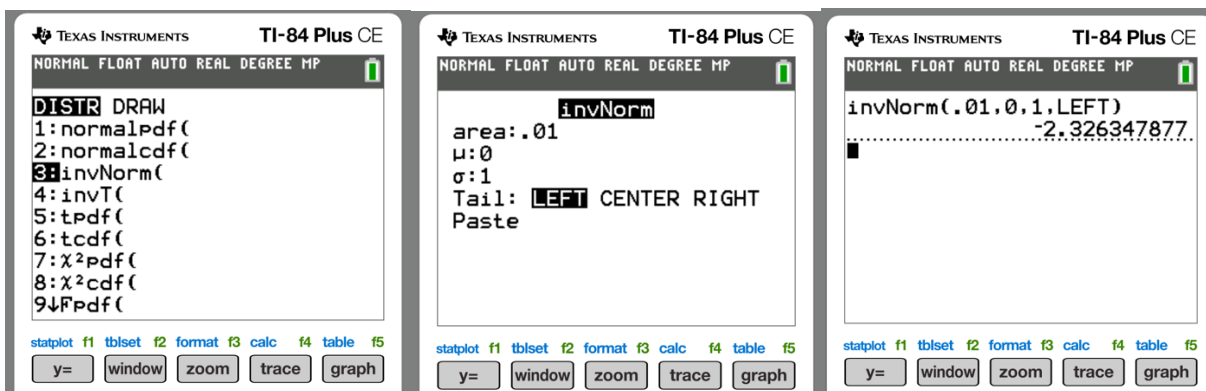 TEXAS INSTRUMENTS TI-84 Plus CE
NORMAL FLOAT AUTO REAL DEGREE MP
DISTR DRAW
1:normalpdf(
2:normalcdf(
3:invNorm(
4:invT(
5:tpdf(
6:tcdf(
7:χ²pdf(
8:χ²cdf(
9↓Fpdf(
statplot f1 tblset f2 format f3 calc f4 table f5
y= window zoom trace graph
TEXAS INSTRUMENTS TI-84 Plus CE
NORMAL FLOAT AUTO REAL DEGREE MP
invNorm
area:.01
μ:0
σ:1
Tail: LEFT CENTER RIGHT
Paste
statplot f1 tblset f2 format f3 calc f4 table f5
y= window zoom trace graph
TEXAS INSTRUMENTS TI-84 Plus CE
NORMAL FLOAT AUTO REAL DEGREE MP
invNorm(.01,0,1,LEFT)
-2.326347877
statplot f1 tblset f2 format f3 calc f4 table f5
y= window zoom trace graph